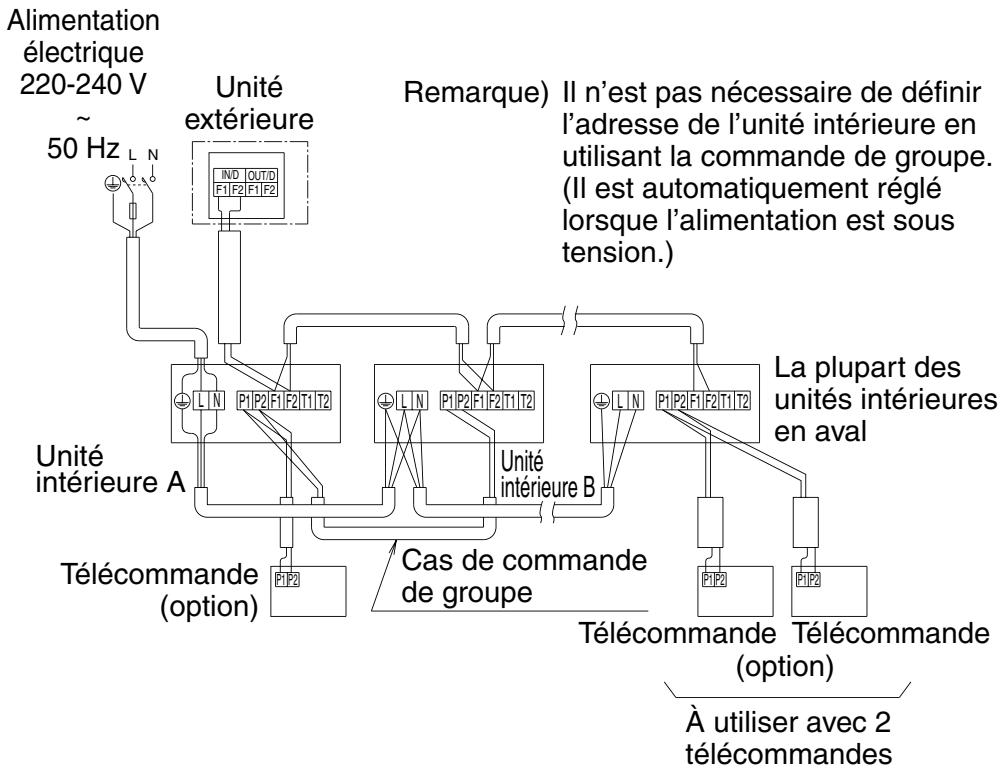 Alimentation
électrique
220-240 V
~
50 Hz
L N
Unité
extérieure
IN/D OUT/D
F1 F2 F1 F2
Remarque) Il n'est pas nécessaire de définir
l'adresse de l'unité intérieure en
utilisant la commande de groupe.
(Il est automatiquement réglé
lorsque l'alimentation est sous
tension.)
L N P1 P2 F1 F2 T1 T2
L N P1 P2 F1 F2 T1 T2
L N P1 P2 F1 F2 T1 T2
La plupart des
unités intérieures
en aval
Unité
intérieure A
Unité
intérieure B
Télécommande
(option)
P1 P2
Cas de commande
de groupe
P1 P2
P1 P2
Télécommande Télécommande
(option)
À utiliser avec 2
télécommandes